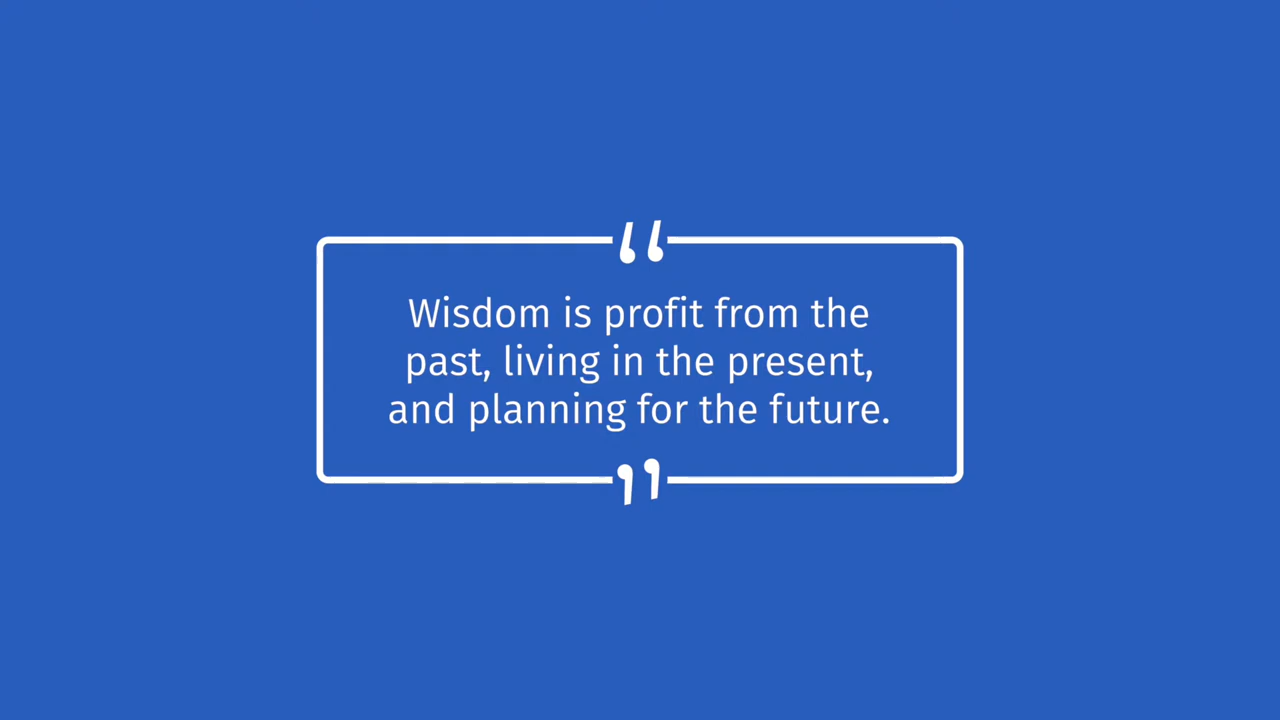 “
Wisdom is profit from the
past, living in the present,
and planning for the future.
”